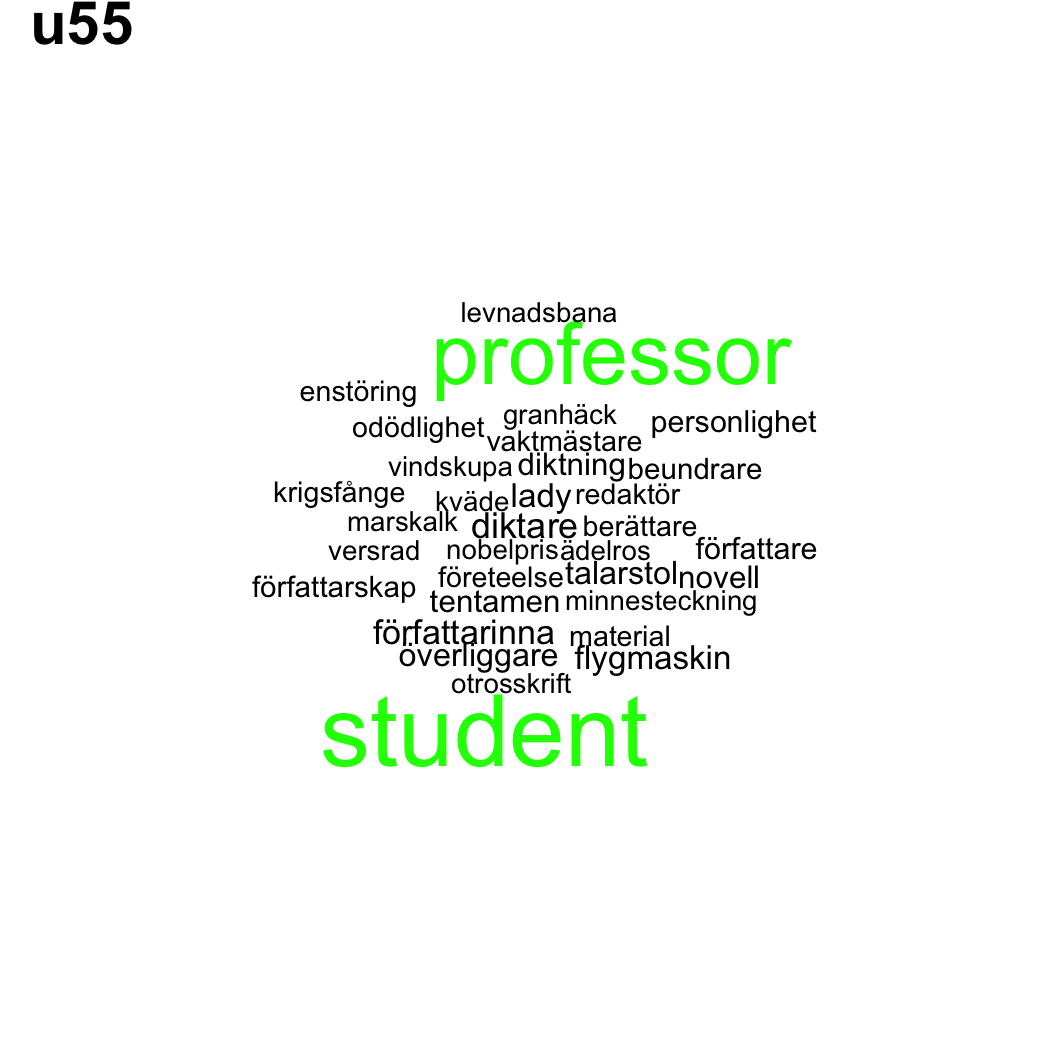 u55
levnadsbana
professor
enstöring
granhäck
personlighet
odödlighet
vaktmästare
vindskupa diktning beundrare
krigsfånge kväde lady redaktör
marskalk diktare berättare
versrad nobelpris ädelros författare
företeelse talarstol novell
författarskap
tentamen minnesteckning
författarinna material
överliggare flygmaskin
otrosskrift
student